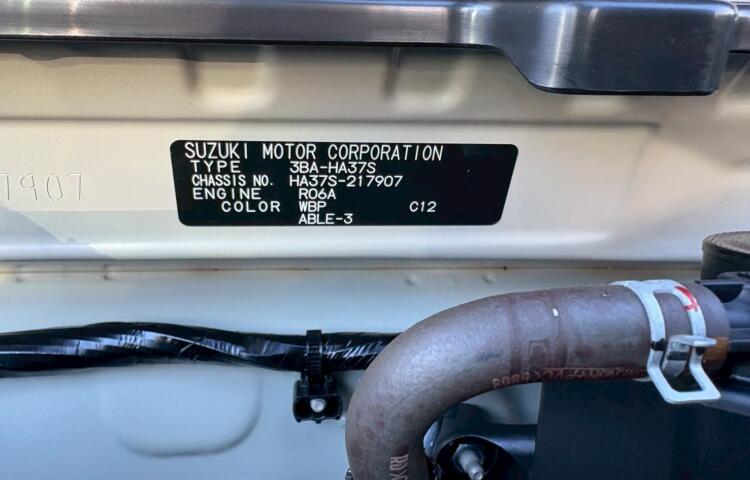 SUZUKI MOTOR CORPORATION
TYPE 3BA-HA37S
CHASSIS NO. HA37S-217907
ENGINE R06A
COLOR WBP C12
ABLE-3
7907